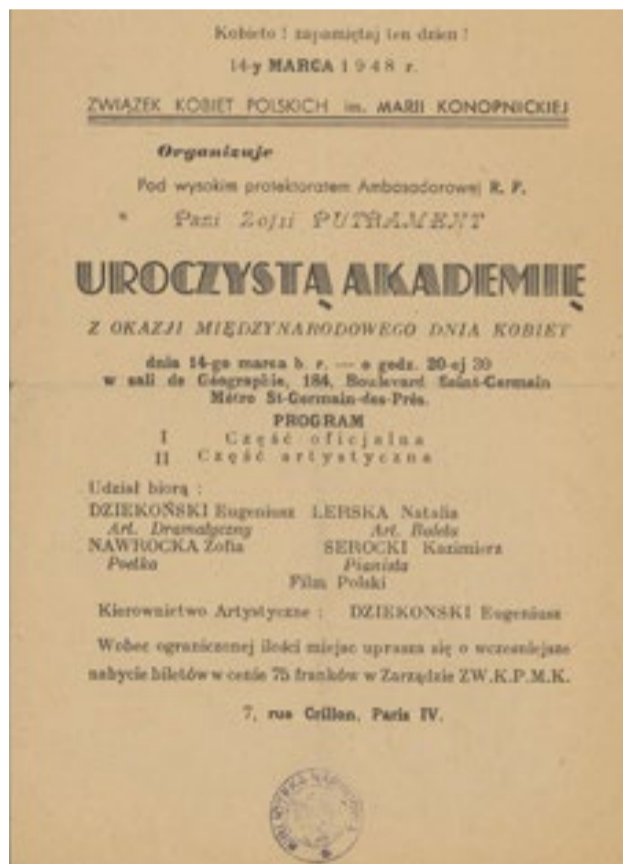 Kobieto ! zapamiętaj ten dzien !
14-y MARCA 1948 r.
ZWIĄZEK KOBIET POLSKICH im. MARII KONOPNICKIEJ
Organizuje
Pod wysokim protektoratem Ambasadorowej R. P.
Pani Zofii PUTRAMENT
UROCZYSTĄ AKADEMIĘ
Z OKAZJI MIĘDZYNARODOWEGO DNIA KOBIET
dnia 14-go marca b. r. — o godz. 20-ej 30
w sali de Géographie, 184, Boulevard Saint-Germain
Métro St-Germain-des-Prés.
PROGRAM
I Część oficjalna
II Część artystyczna
Udział biorą :
DZIEKOŃSKI Eugeniusz LERSKA Natalia
Art. Dramatyczny Art. Baletu
NAWROCKA Zofia SEROCKI Kazimierz
Poetka Pianista
Film Polski
Kierownictwo Artystyczne : DZIEKONSKI Eugeniusz
Wobec ograniczonej ilości miejsc uprasza się o wcześniejsze
nabycie biletów w cenie 75 franków w Zarządzie ZW.K.P.M.K.
7, rue Crillon, Paris IV.
BIBLIOTEKA NARODOWA